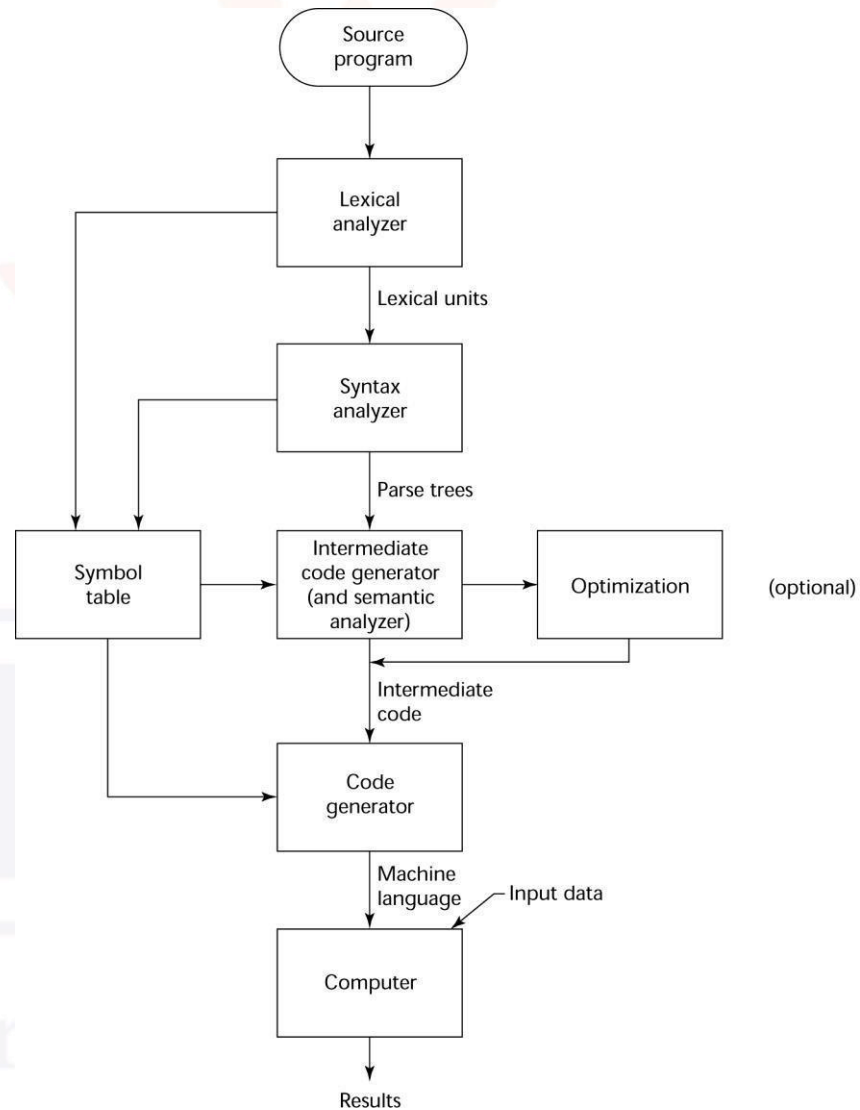 Source
program
Lexical
analyzer
Lexical units
Syntax
analyzer
Parse trees
Symbol
table
Intermediate
code generator
(and semantic
analyzer)
Optimization
(optional)
Intermediate
code
Code
generator
Machine
language
Input data
Computer
Results